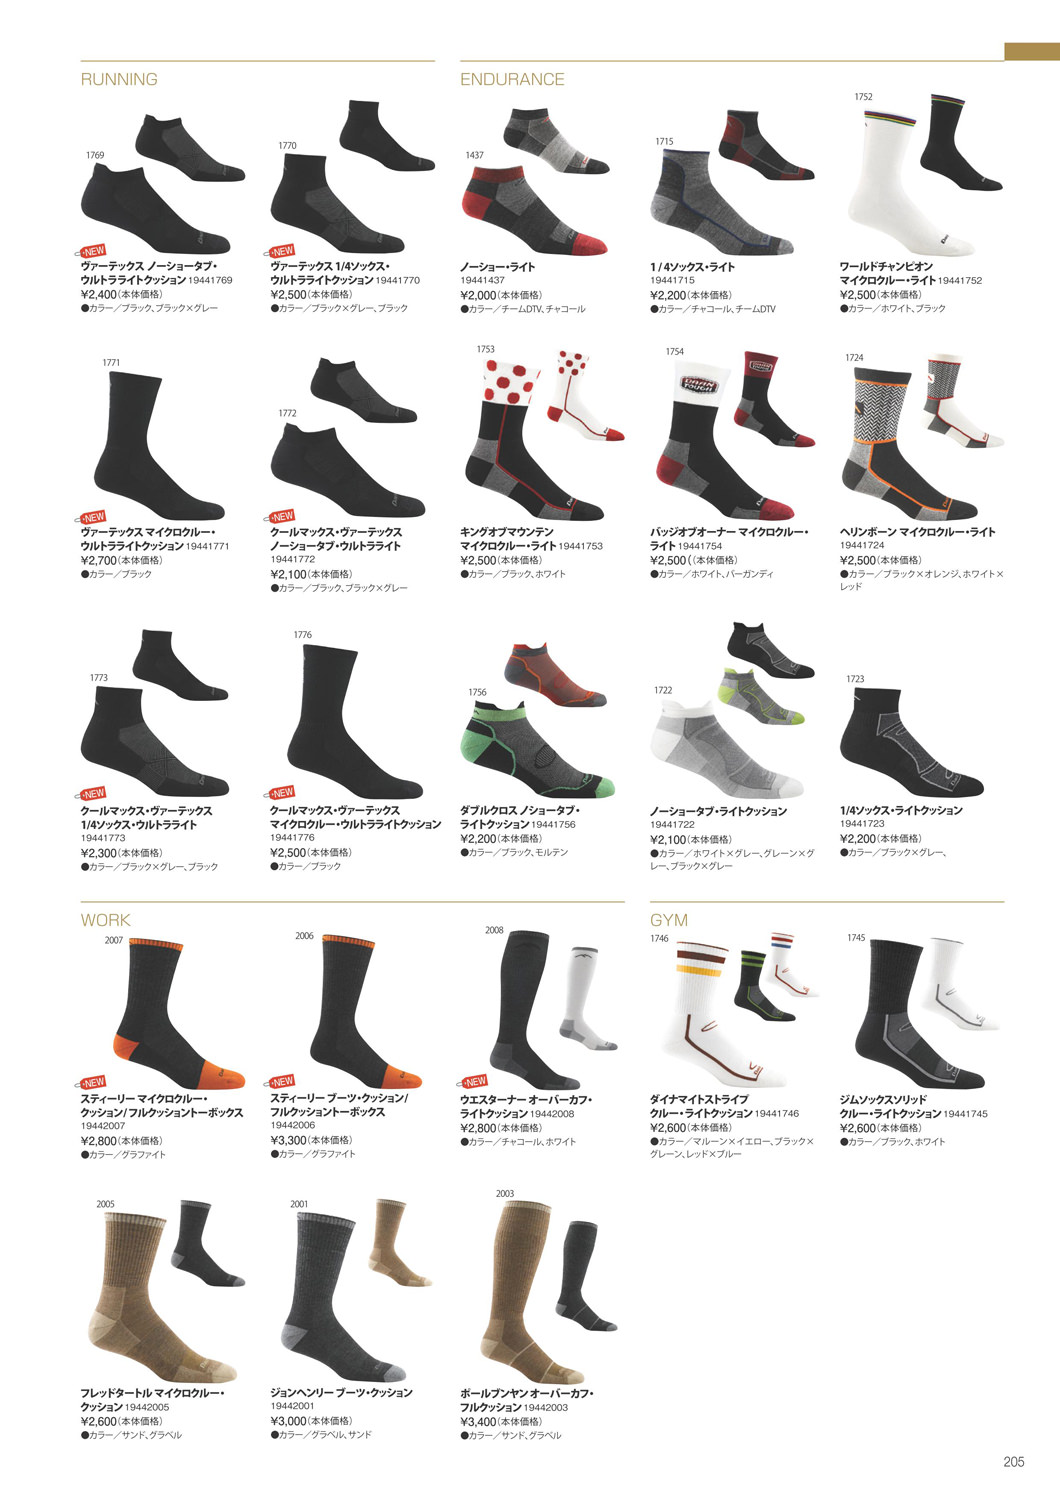 RUNNING
ENDURANCE
1769
1770
1437
1715
1752
NEW
ヴァーテックス ノーショータブ・
ウルトラライトクッション 19441769
¥2,400(本体価格)
●カラー／ブラック、ブラック×グレー
NEW
ヴァーテックス 1/4ソックス・
ウルトラライトクッション 19441770
¥2,500(本体価格)
●カラー／ブラック×グレー、ブラック
ノーショー・ライト
19441437
¥2,000(本体価格)
●カラー／チームDTV、チャコール
1/4ソックス・ライト
19441715
¥2,200(本体価格)
●カラー／チャコール、チームDTV
ワールドチャンピオン
マイクロクルー・ライト 19441752
¥2,500(本体価格)
●カラー／ホワイト、ブラック
1771
1772
1753
1754
DARN
TOUGH
1724
NEW
ヴァーテックス マイクロクルー・
ウルトラライトクッション 19441771
¥2,700(本体価格)
●カラー／ブラック
NEW
クールマックス・ヴァーテックス
ノーショータブ・ウルトラライト
19441772
¥2,100(本体価格)
●カラー／ブラック、ブラック×グレー
キングオブマウンテン
マイクロクルー・ライト 19441753
¥2,500(本体価格)
●カラー／ブラック、ホワイト
バッジオブオーナー マイクロクルー・
ライト 19441754
¥2,500((本体価格)
●カラー／ホワイト、バーガンディ
ヘリンボーン マイクロクルー・ライト
19441724
¥2,500(本体価格)
●カラー／ブラック×オレンジ、ホワイト×
レッド
1773
1776
1756
1722
1723
NEW
クールマックス・ヴァーテックス
1/4ソックス・ウルトラライト
19441773
¥2,300(本体価格)
●カラー／ブラック×グレー、ブラック
NEW
クールマックス・ヴァーテックス
マイクロクルー・ウルトラライトクッション
19441776
¥2,500(本体価格)
●カラー／ブラック
ダブルクロス ノショータブ・
ライトクッション 19441756
¥2,200(本体価格)
●カラー／ブラック、モルテン
ノーショータブ・ライトクッション
19441722
¥2,100(本体価格)
●カラー／ホワイト×グレー、グレーン×グ
レー、ブラック×グレー
1/4ソックス・ライトクッション
19441723
¥2,200(本体価格)
●カラー／ブラック×グレー、
WORK
GYM
2007
2006
2008
1746
1745
NEW
スティーリー マイクロクルー・
クッション/フルクッショントーボックス
19442007
¥2,800(本体価格)
●カラー／グラファイト
NEW
スティーリー ブーツ・クッション/
フルクッショントーボックス
19442006
¥3,300(本体価格)
●カラー／グラファイト
NEW
ウエスターナー オーバーカフ・
ライトクッション 19442008
¥2,800(本体価格)
●カラー／チャコール、ホワイト
ダイナマイトストライプ
クルー・ライトクッション 19441746
¥2,600(本体価格)
●カラー／マルーン×イエロー、ブラック×
グレーン、レッド×ブルー
ジムソックスソリッド
クルー・ライトクッション 19441745
¥2,600(本体価格)
●カラー／ブラック、ホワイト
2005
2001
2003
フレッドタートル マイクロクルー・
クッション 19442005
¥2,600(本体価格)
●カラー／サンド、グラベル
ジョンヘンリー ブーツ・クッション
19442001
¥3,000(本体価格)
●カラー／グラベル、サンド
ポールブンヤン オーバーカフ・
フルクッション 19442003
¥3,400(本体価格)
●カラー／サンド、グラベル
205